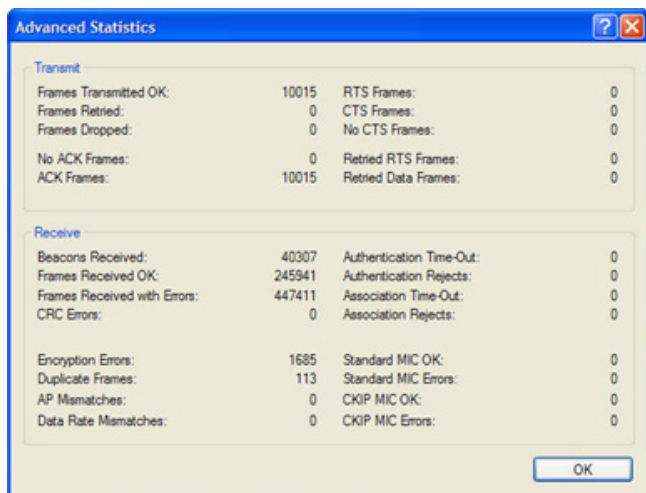 Advanced Statistics
Transmit
Frames Transmitted OK: 10015 RTS Frames: 0
Frames Retried: 0 CTS Frames: 0
Frames Dropped: 0 No CTS Frames: 0
No ACK Frames: 0 Retried RTS Frames: 0
ACK Frames: 10015 Retried Data Frames: 0
Receive
Beacons Received: 40307 Authentication Time-Out: 0
Frames Received OK: 245941 Authentication Rejects: 0
Frames Received with Errors: 447411 Association Time-Out: 0
CRC Errors: 0 Association Rejects: 0
Encryption Errors: 1685 Standard MIC OK: 0
Duplicate Frames: 113 Standard MIC Errors: 0
AP Mismatches: 0 CKIP MIC OK: 0
Data Rate Mismatches: 0 CKIP MIC Errors: 0
OK